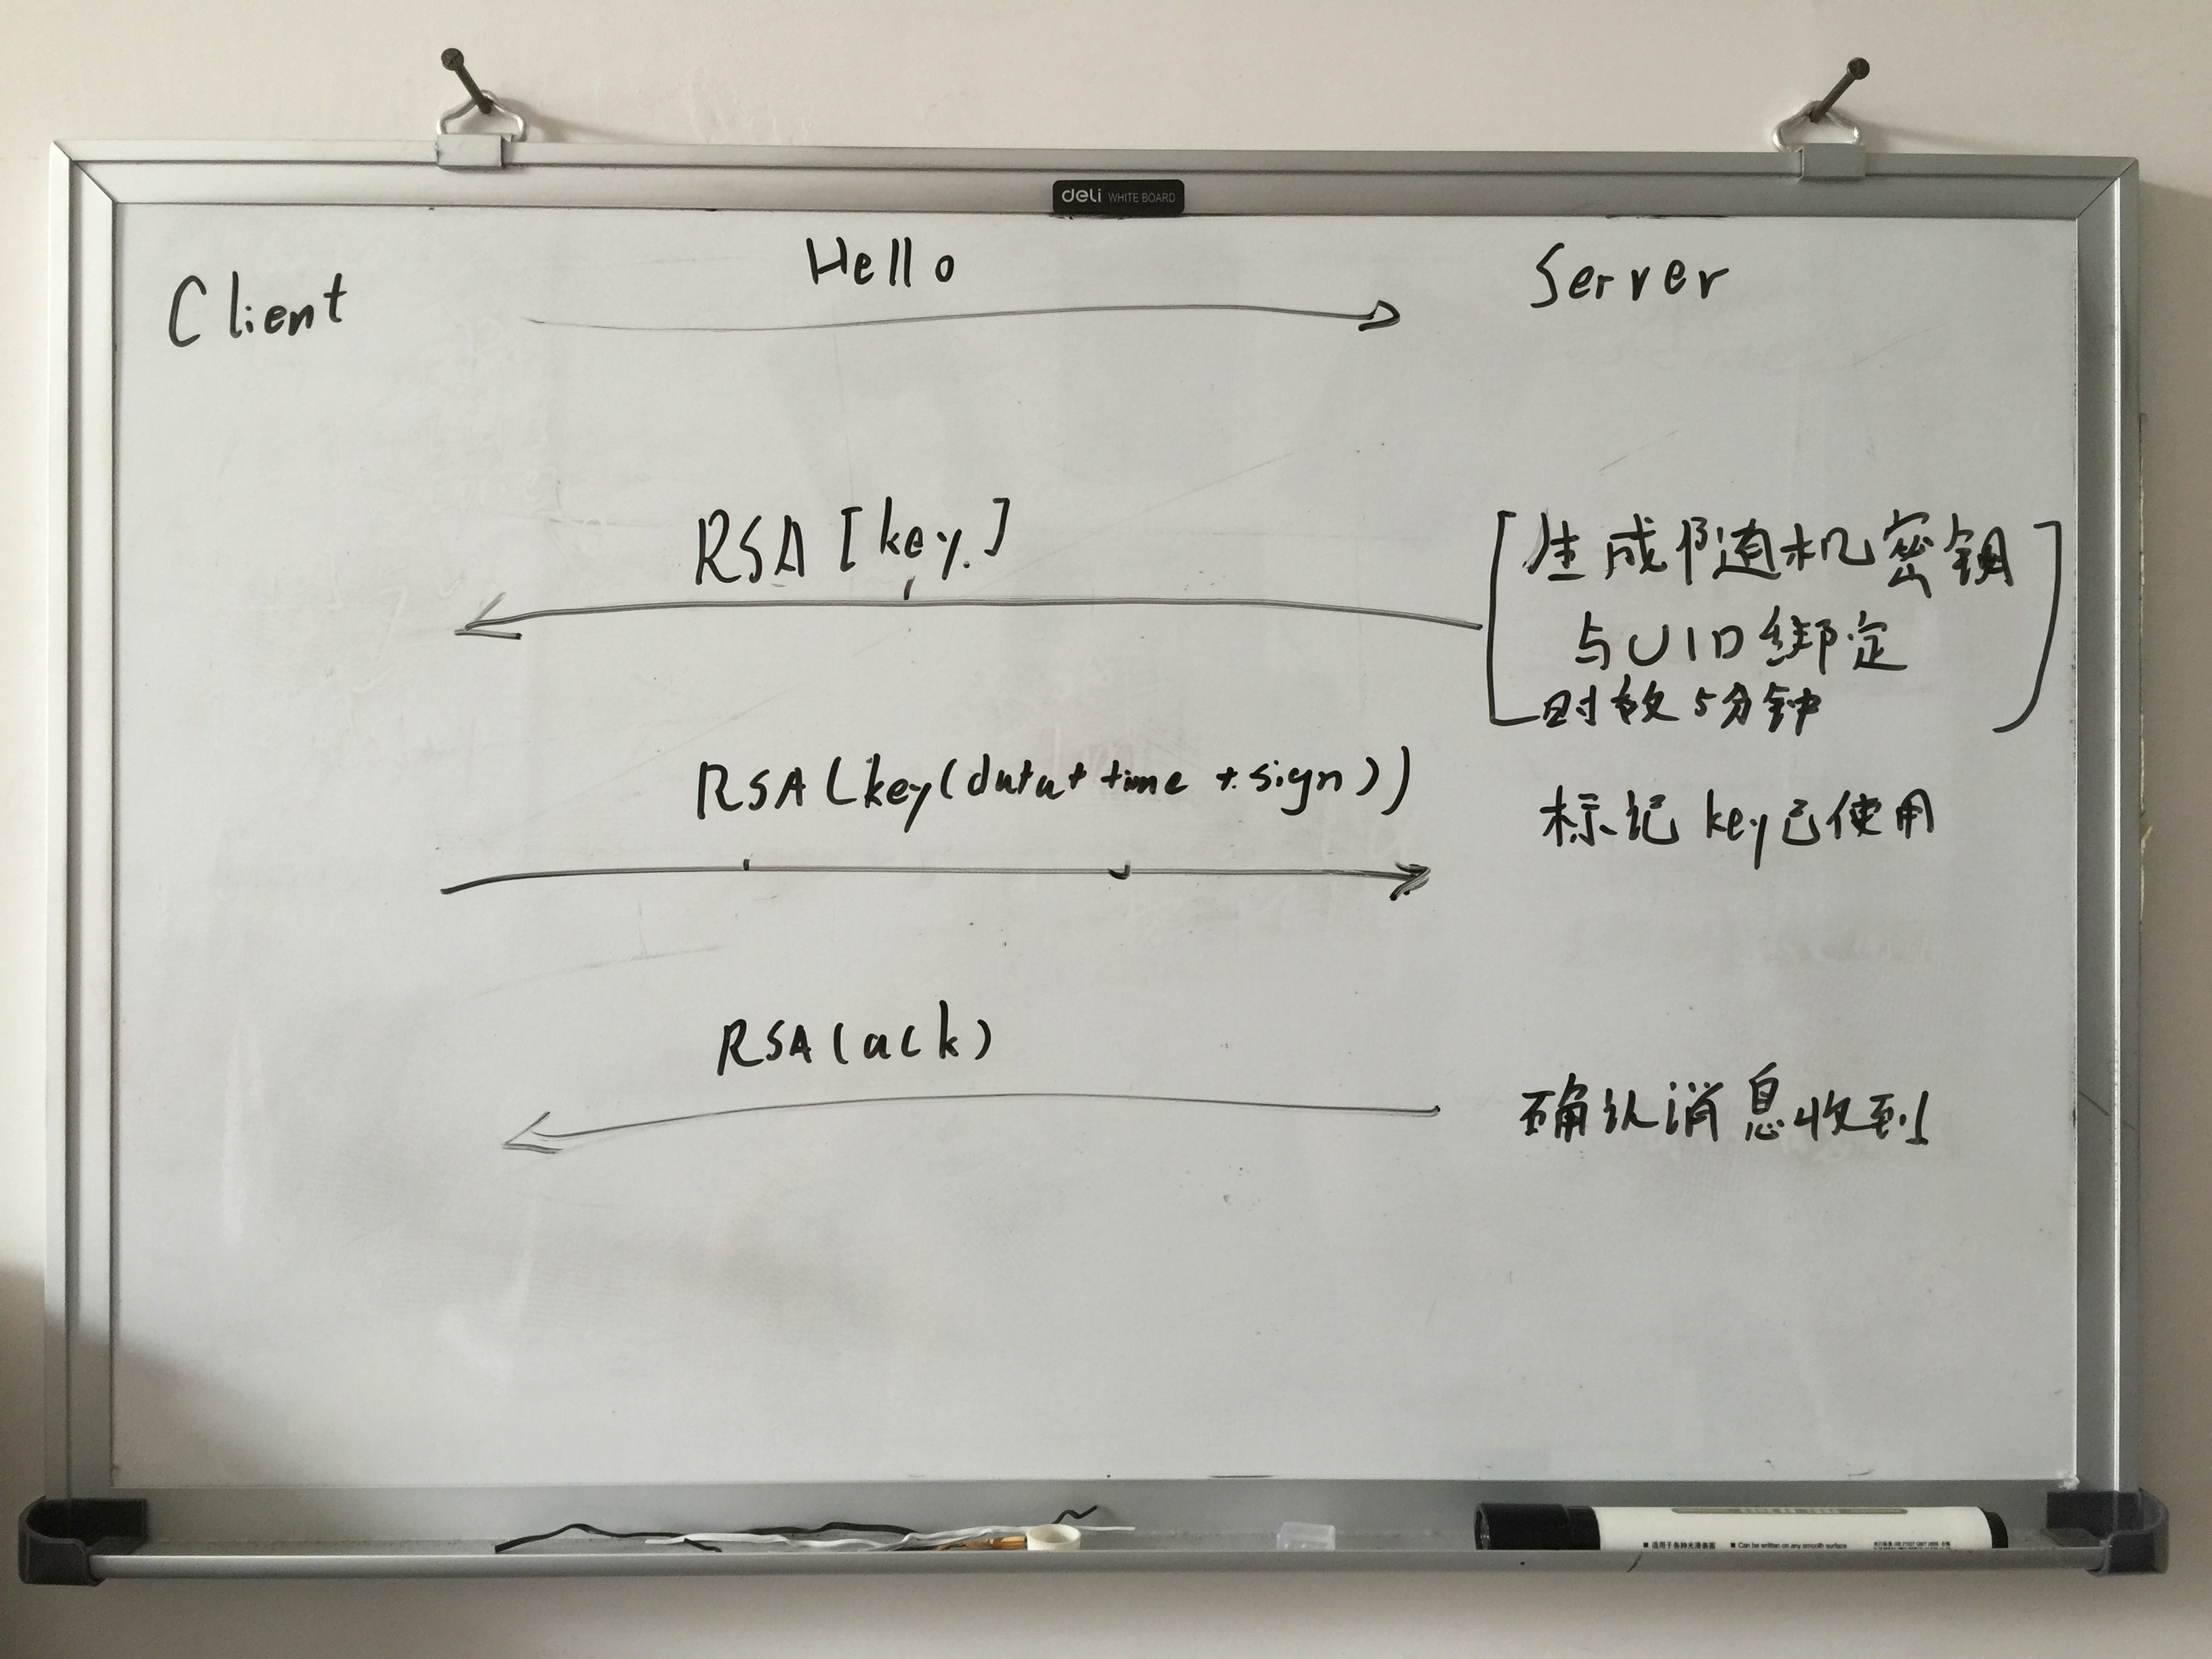 deli WHITE BOARD
Hello
Client
Server
RSA [key.]
生成随机密钥
与UID绑定
时效5分钟
RSA(key(data+time+sign))
标记key已使用
RSA(ack)
确认消息收到
■ 适用于各种光滑表面 ■ Can be written on any smooth surface